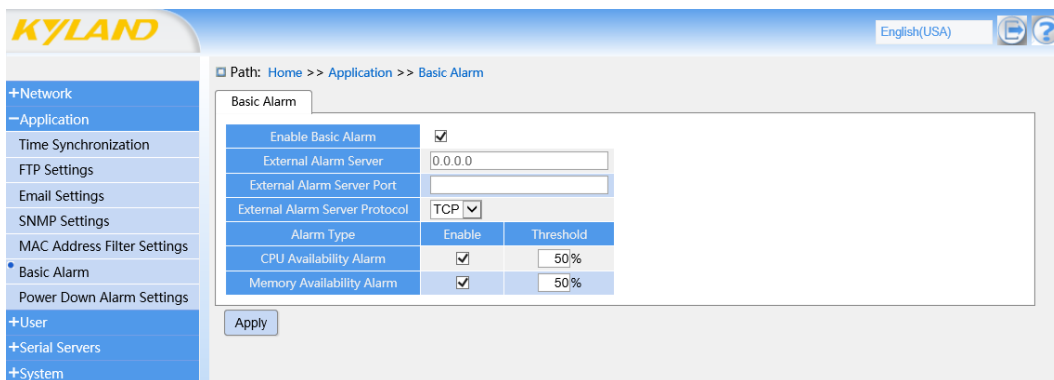 KYLAND
English(USA)
Path: Home >> Application >> Basic Alarm
+Network
−Application
Time Synchronization
FTP Settings
Email Settings
SNMP Settings
MAC Address Filter Settings
Basic Alarm
Power Down Alarm Settings
+User
+Serial Servers
+System
Basic Alarm
Enable Basic Alarm
External Alarm Server 0.0.0.0
External Alarm Server Port
External Alarm Server Protocol TCP
Alarm Type Enable Threshold
CPU Availability Alarm 50%
Memory Availability Alarm 50%
Apply